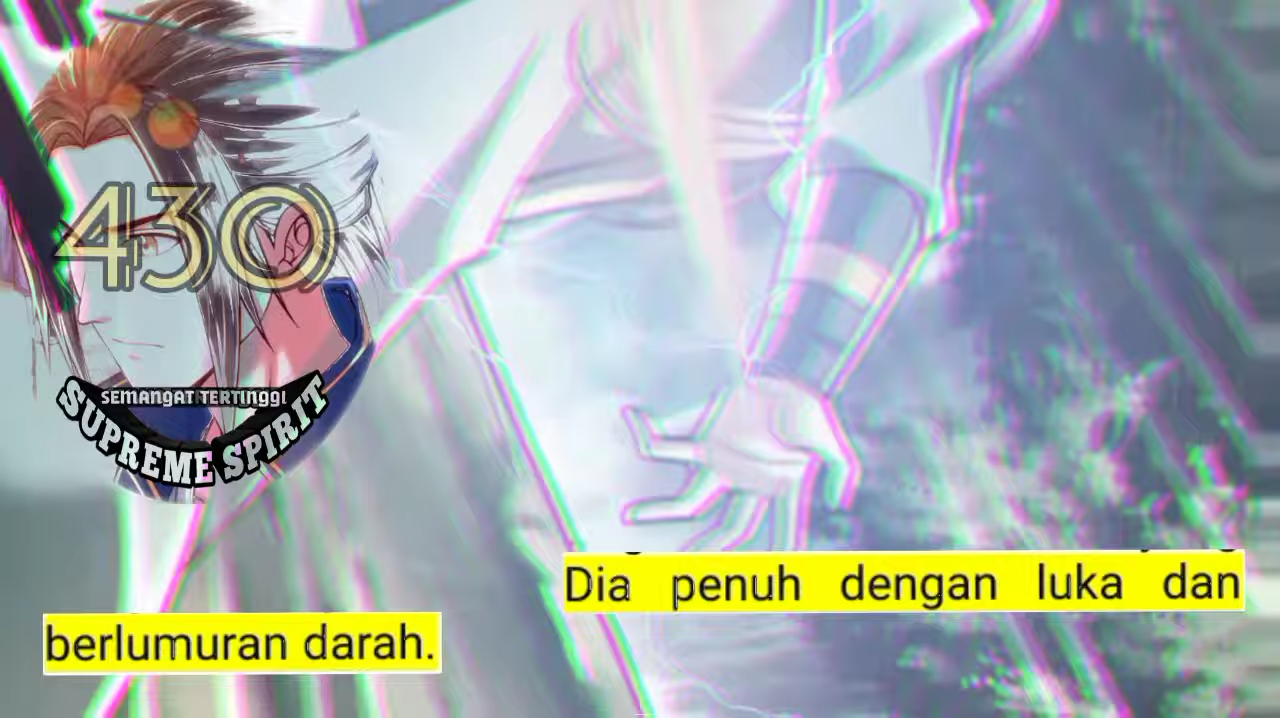 430
SEMANGAT TERTINGGI
SUPREME SPIRIT
Dia penuh dengan luka dan
berlumuran darah.